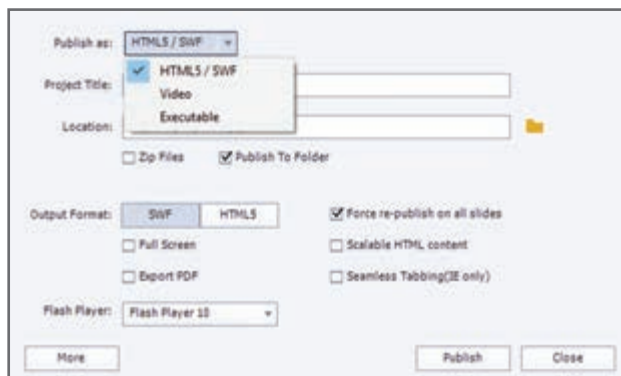 Publish as: HTML5 / SWF
HTML5 / SWF
Project Title:
Video
Executable
Location:
Zip Files Publish To Folder
Output Format: SWF HTML5 Force re-publish on all slides
Full Screen Scalable HTML content
Export PDF Seamless Tabbing(IE only)
Flash Player: Flash Player 10
More Publish Close